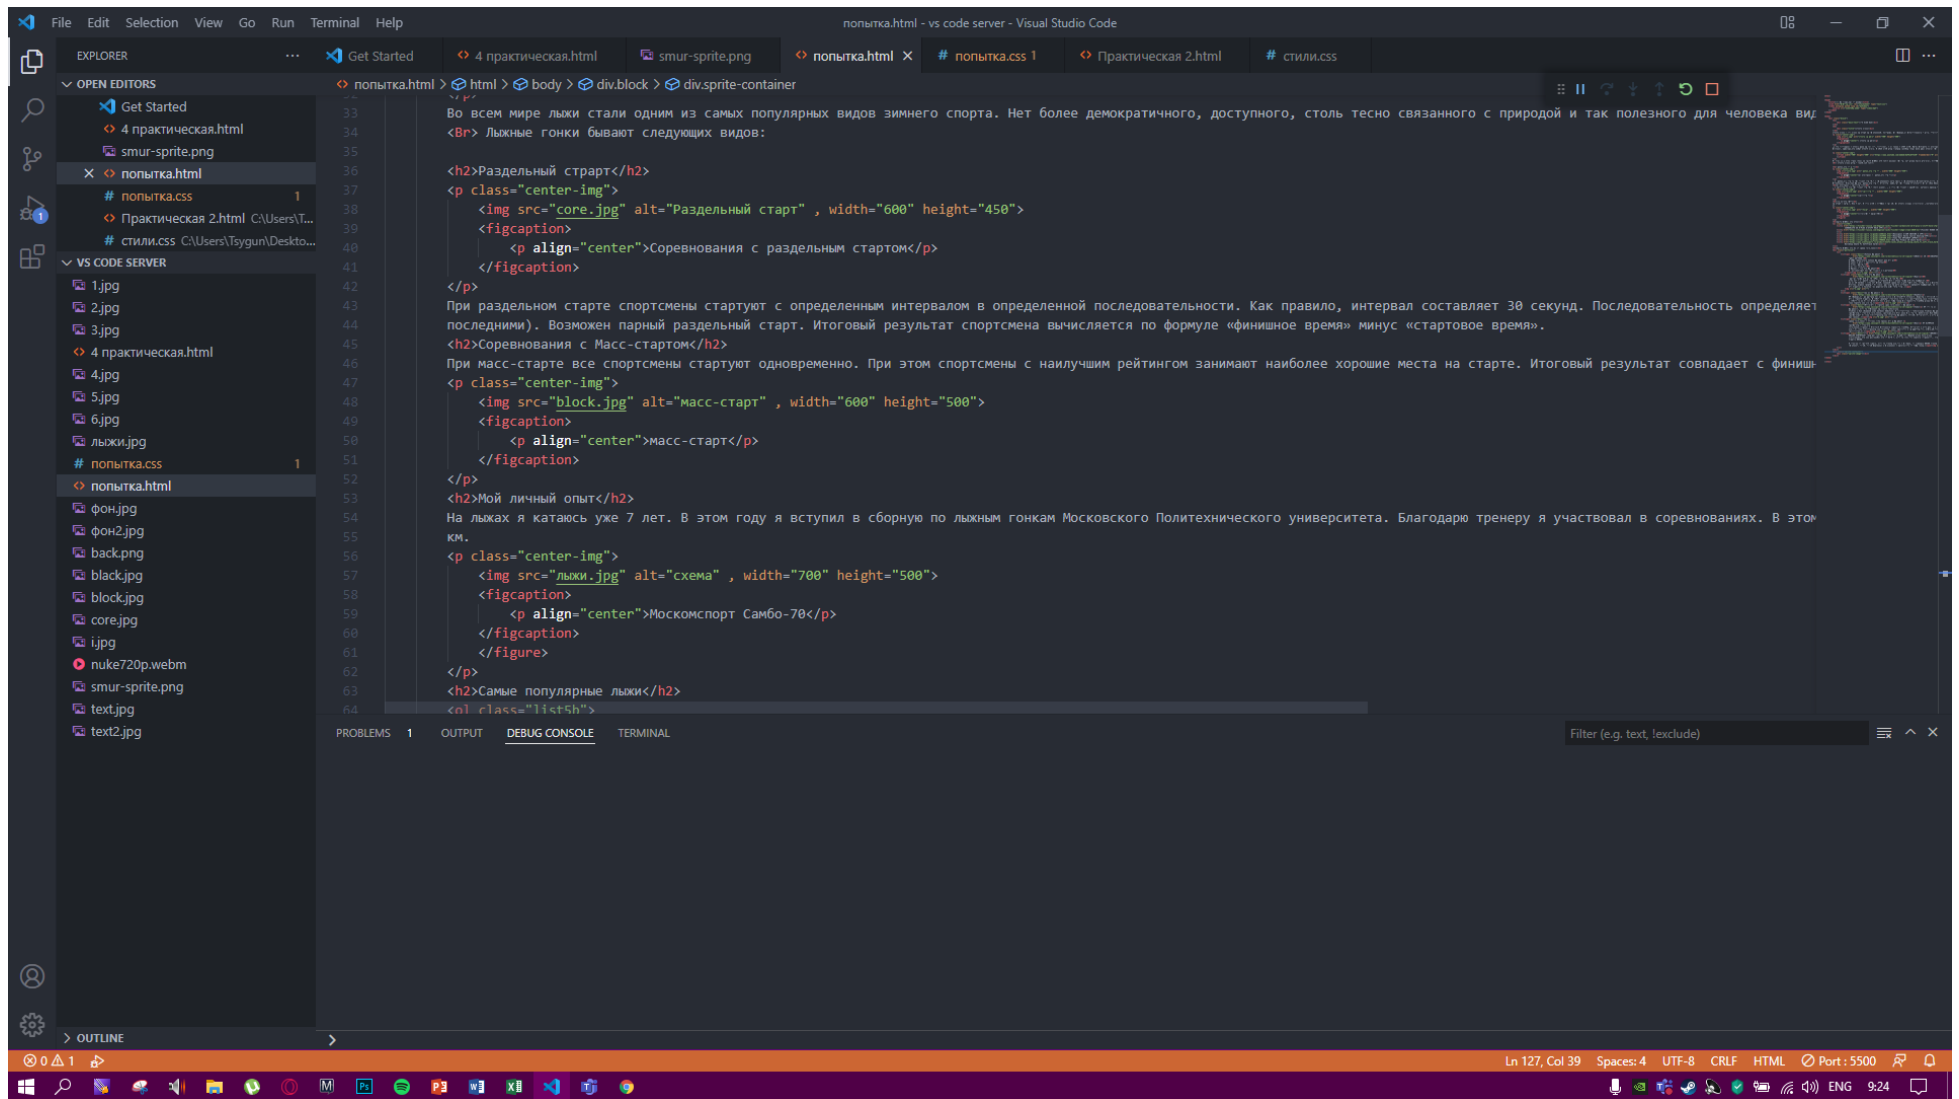 File Edit Selection View Go Run Terminal Help
попытка.html - vs code server - Visual Studio Code
EXPLORER
Get Started
4 практическая.html
smur-sprite.png
попытка.html
# попытка.css 1
Практическая 2.html
# стили.css
OPEN EDITORS
попытка.html > html > body > div.block > div.sprite-container
Get Started
4 практическая.html
smur-sprite.png
попытка.html
# попытка.css 1
Практическая 2.html C:\Users\T...
# стили.css C:\Users\Tsygun\Deskto...
VS CODE SERVER
1.jpg
2.jpg
3.jpg
4 практическая.html
4.jpg
5.jpg
6.jpg
лыжи.jpg
# попытка.css 1
попытка.html
фон.jpg
фон2.jpg
back.png
black.jpg
block.jpg
core.jpg
i.jpg
nuke720p.webm
smur-sprite.png
text.jpg
text2.jpg
OUTLINE
32 </p>
33 Во всем мире лыжи стали одним из самых популярных видов зимнего спорта. Нет более демократичного, доступного, столь тесно связанного с природой и так полезного для человека вид
34 <Br> Лыжные гонки бывают следующих видов:
35
36 <h2>Раздельный страрт</h2>
37 <p class="center-img">
38 <img src="core.jpg" alt="Раздельный старт" , width="600" height="450">
39 <figcaption>
40 <p align="center">Соревнования с раздельным стартом</p>
41 </figcaption>
42 </p>
43 При раздельном старте спортсмены стартуют с определенным интервалом в определенной последовательности. Как правило, интервал составляет 30 секунд. Последовательность определяет
44 последними). Возможен парный раздельный старт. Итоговый результат спортсмена вычисляется по формуле «финишное время» минус «стартовое время».
45 <h2>Соревнования с Масс-стартом</h2>
46 При масс-старте все спортсмены стартуют одновременно. При этом спортсмены с наилучшим рейтингом занимают наиболее хорошие места на старте. Итоговый результат совпадает с финишн
47 <p class="center-img">
48 <img src="block.jpg" alt="масс-старт" , width="600" height="500">
49 <figcaption>
50 <p align="center">масс-старт</p>
51 </figcaption>
52 </p>
53 <h2>Мой личный опыт</h2>
54 На лыжах я катаюсь уже 7 лет. В этом году я вступил в сборную по лыжным гонкам Московского Политехнического университета. Благодарю тренеру я участвовал в соревнованиях. В этом
55 км.
56 <p class="center-img">
57 <img src="лыжи.jpg" alt="схема" , width="700" height="500">
58 <figcaption>
59 <p align="center">Москомспорт Самбо-70</p>
60 </figcaption>
61 </figure>
62 </p>
63 <h2>Самые популярные лыжи</h2>
64 <ol class="list5b">
PROBLEMS 1 OUTPUT DEBUG CONSOLE TERMINAL
Filter (e.g. text, !exclude)
0 1
Ln 127, Col 39 Spaces: 4 UTF-8 CRLF HTML Port : 5500
ENG 9:24